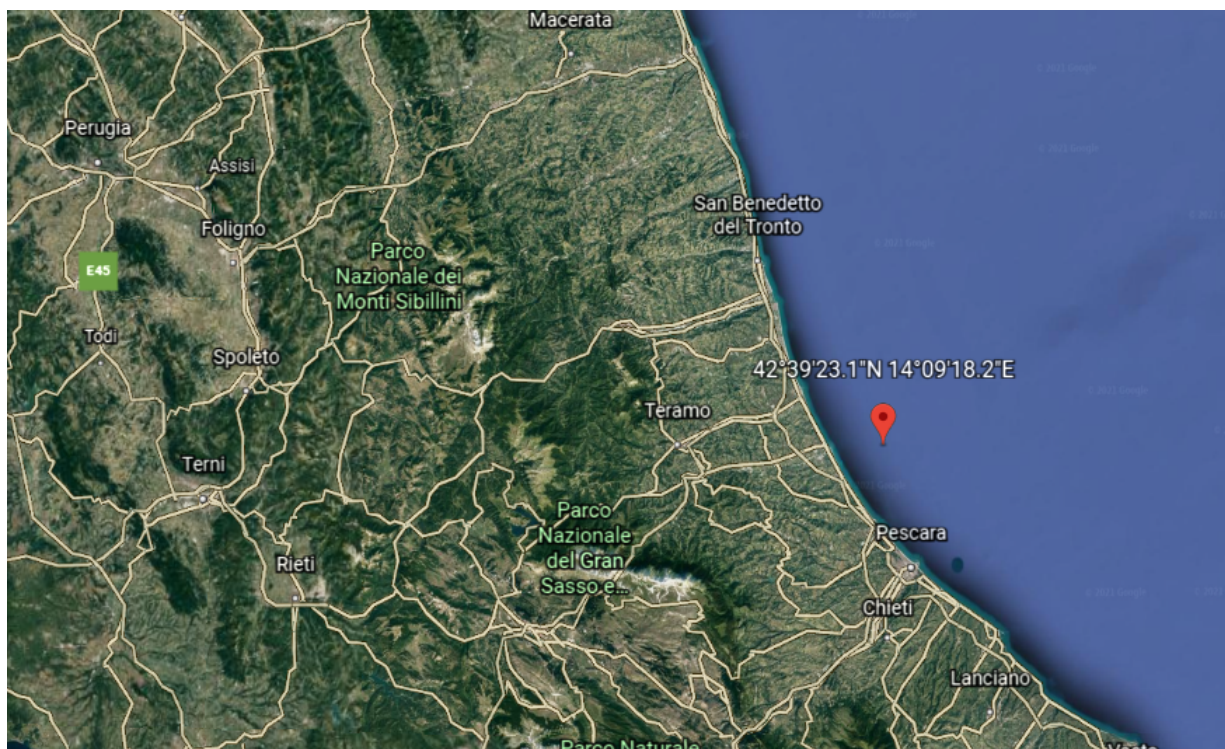 Macerata
Perugia
Assisi
San Benedetto
del Tronto
Foligno
Parco
Nazionale dei
Monti Sibillini
E45
Todi
Spoleto
42°39'23.1"N 14°09'18.2"E
Teramo
Terni
Parco
Nazionale
del Gran
Sasso e...
Pescara
Rieti
Chieti
Lanciano
Parco Naturale